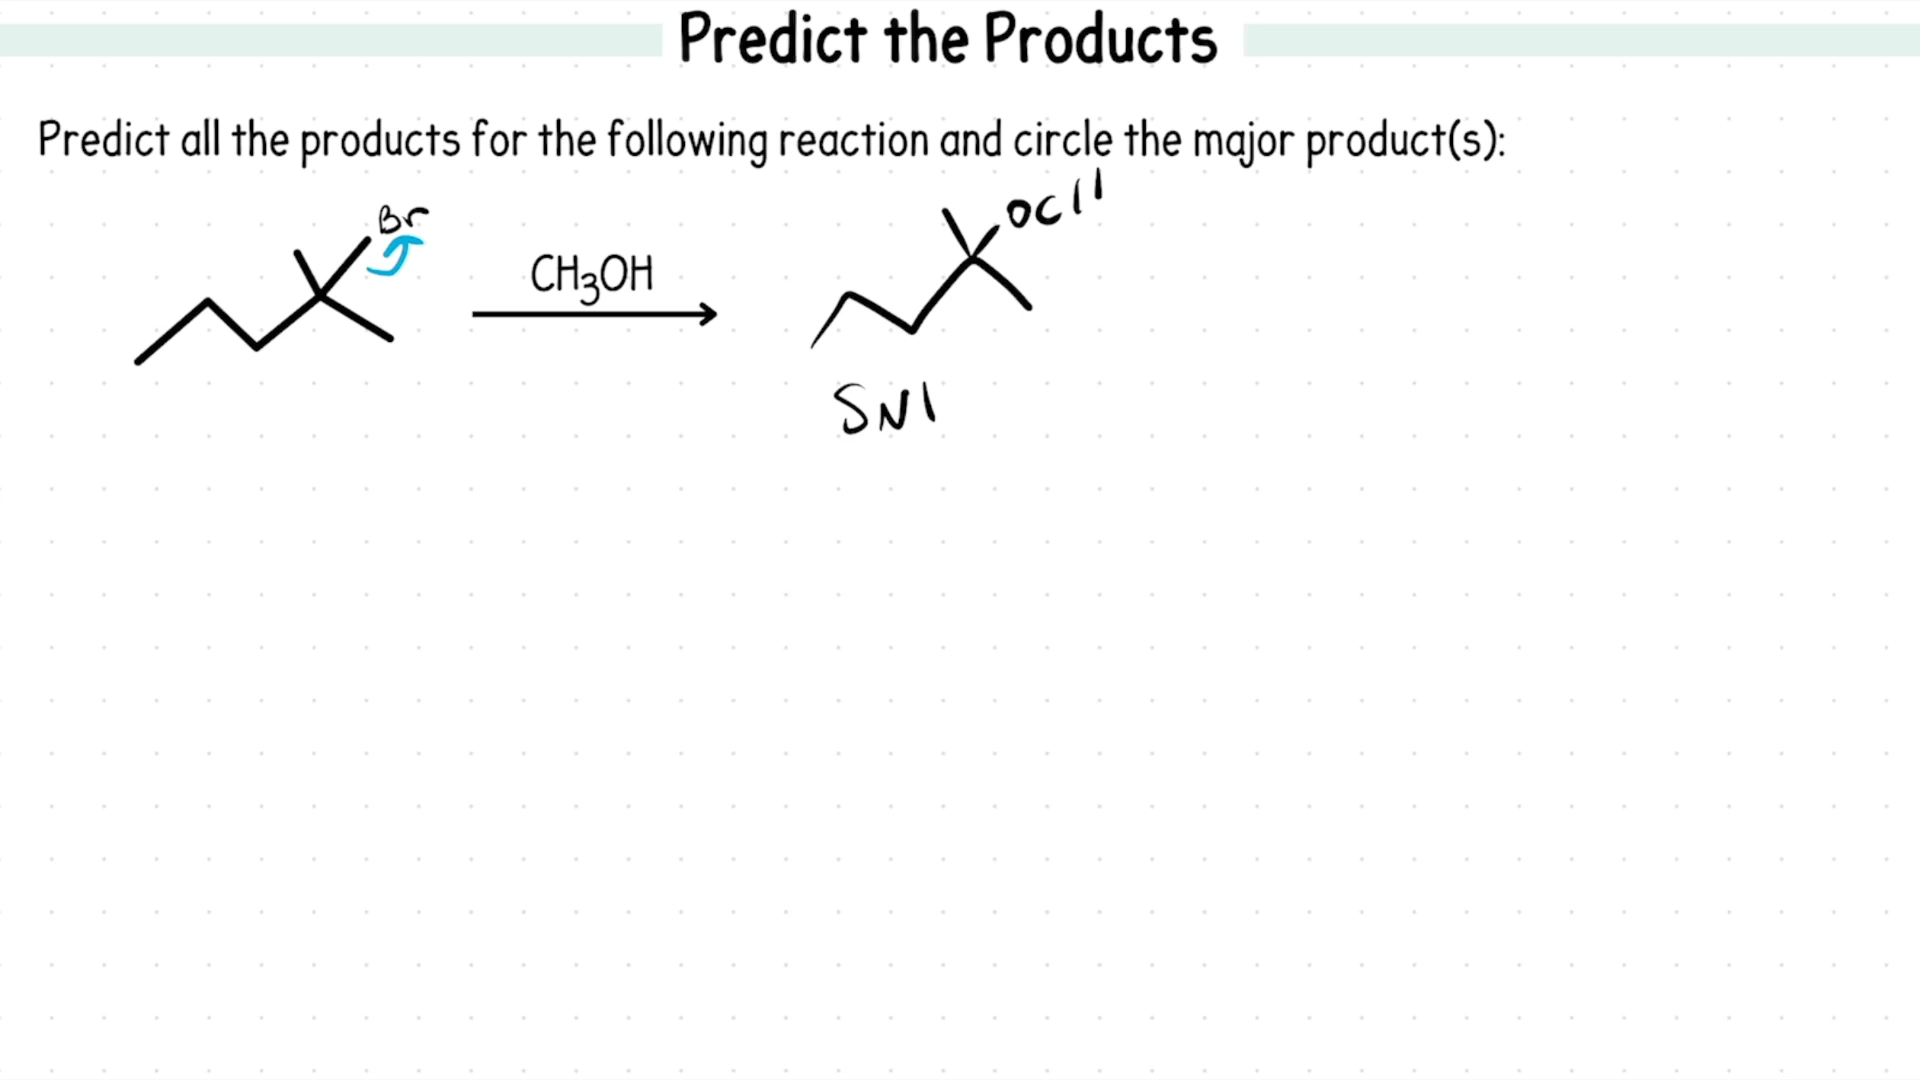 Predict the Products
Predict all the products for the following reaction and circle the major product(s):
Br
CH₃OH
OC
SN1